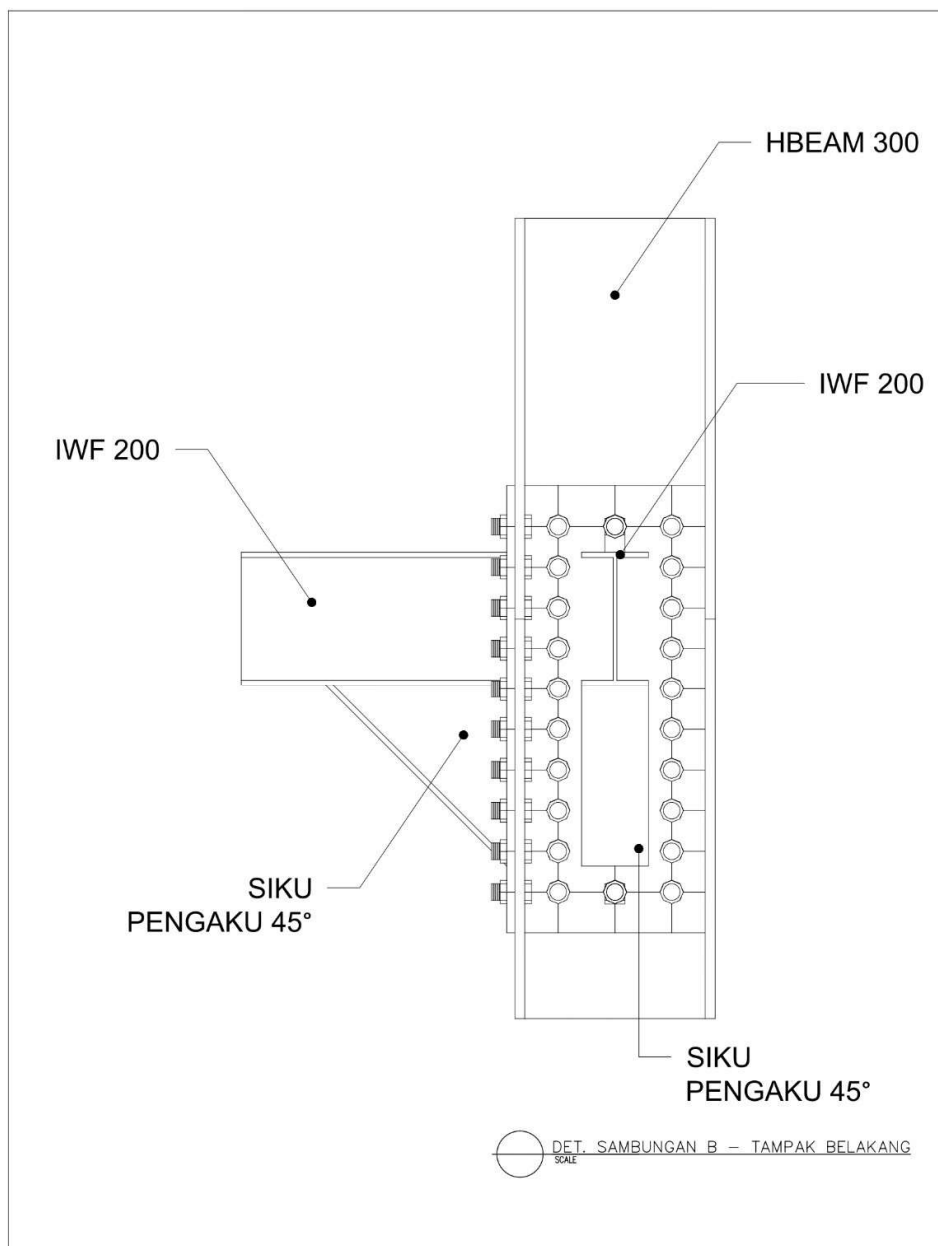 HBEAM 300
IWF 200
IWF 200
SIKU
PENGAKU 45°
SIKU
PENGAKU 45°
DET. SAMBUNGAN B – TAMPAK BELAKANG
SCALE